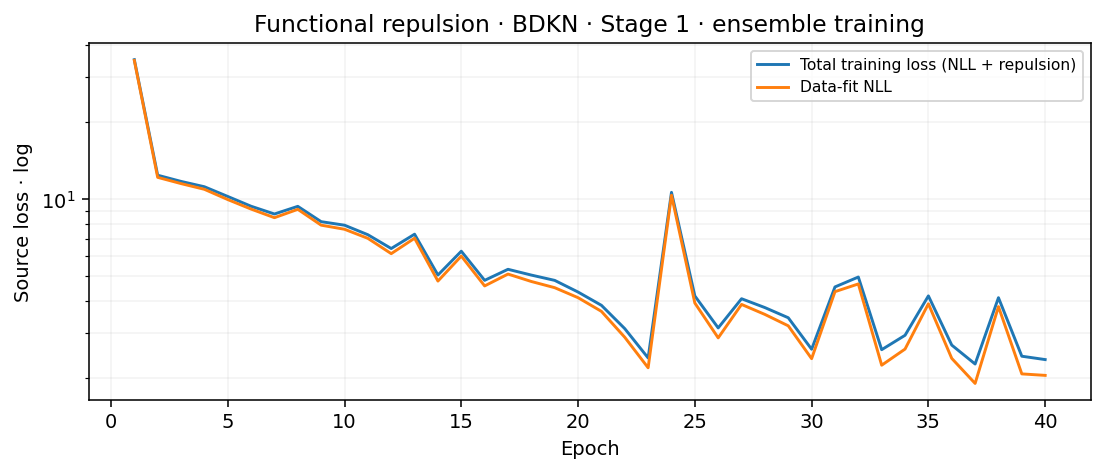 Functional repulsion · BDKN · Stage 1 · ensemble training
Total training loss (NLL + repulsion)
Data-fit NLL
Source loss · log
10¹
0 5 10 15 20 25 30 35 40
Epoch